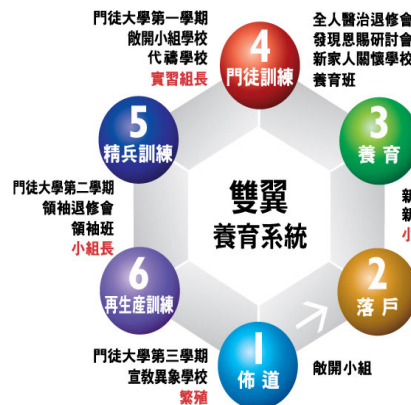 門徒大學第一學期
敞開小組學校
代禱學校
實習組長
4
門徒訓練
全人醫治退修會
發現恩賜研討會
新家人關懷學校
養育班
5
精兵訓練
3
養育
門徒大學第二學期
領袖退修會
領袖班
小組長
雙翼
養育系統
新
新
小
6
再生產訓練
2
落戶
門徒大學第三學期
宣教異象學校
繁殖
1
佈道
敞開小組